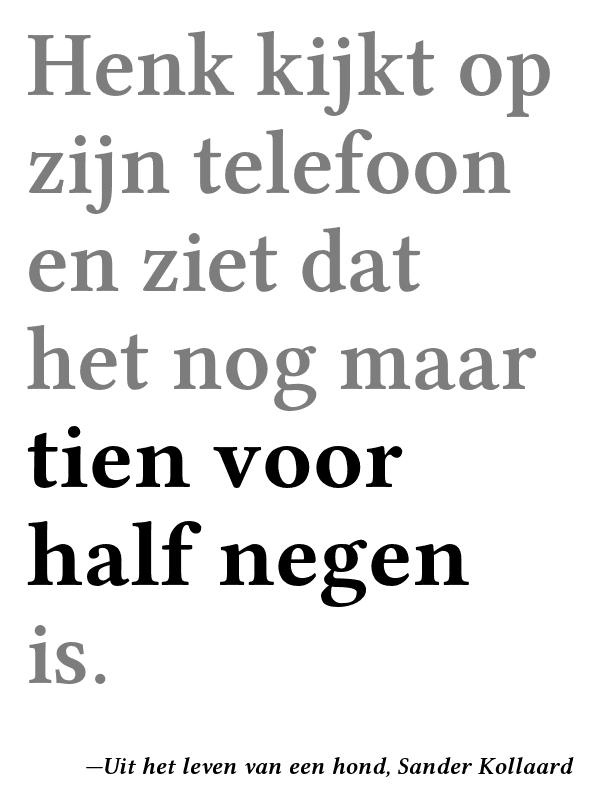 Henk kijkt op
zijn telefoon
en ziet dat
het nog maar
tien voor
half negen
is.
—Uit het leven van een hond, Sander Kollaard